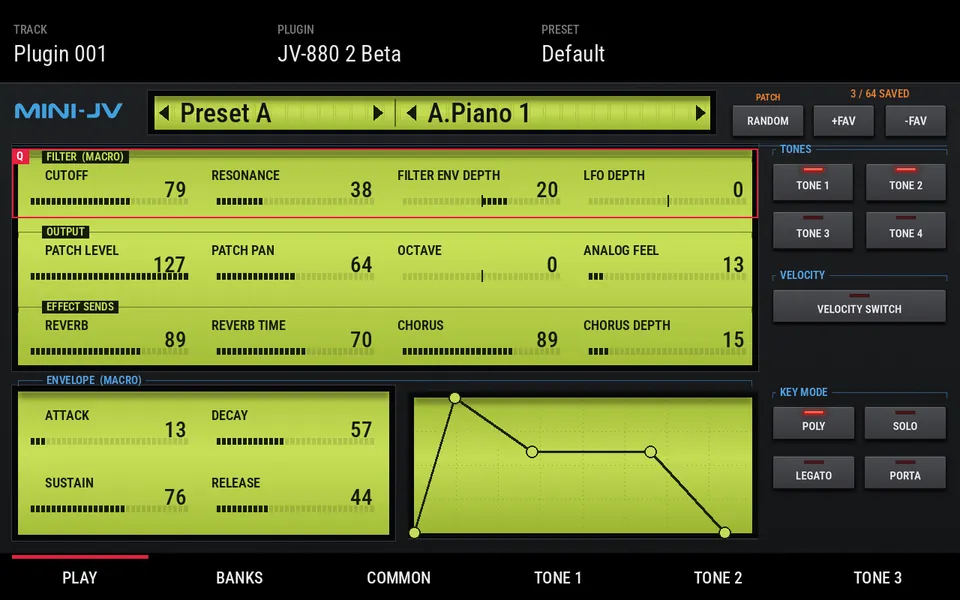 TRACK PLUGIN PRESET
Plugin 001 JV-880 2 Beta Default
MINI-JV Preset A A.Piano 1
PATCH 3 / 64 SAVED
RANDOM +FAV -FAV
Q FILTER (MACRO)
CUTOFF 79 RESONANCE 38 FILTER ENV DEPTH 20 LFO DEPTH 0
OUTPUT
PATCH LEVEL 127 PATCH PAN 64 OCTAVE 0 ANALOG FEEL 13
EFFECT SENDS
REVERB 89 REVERB TIME 70 CHORUS 89 CHORUS DEPTH 15
TONES
TONE 1 TONE 2
TONE 3 TONE 4
VELOCITY
VELOCITY SWITCH
ENVELOPE (MACRO)
ATTACK 13 DECAY 57
SUSTAIN 76 RELEASE 44
KEY MODE
POLY SOLO
LEGATO PORTA
PLAY BANKS COMMON TONE 1 TONE 2 TONE 3